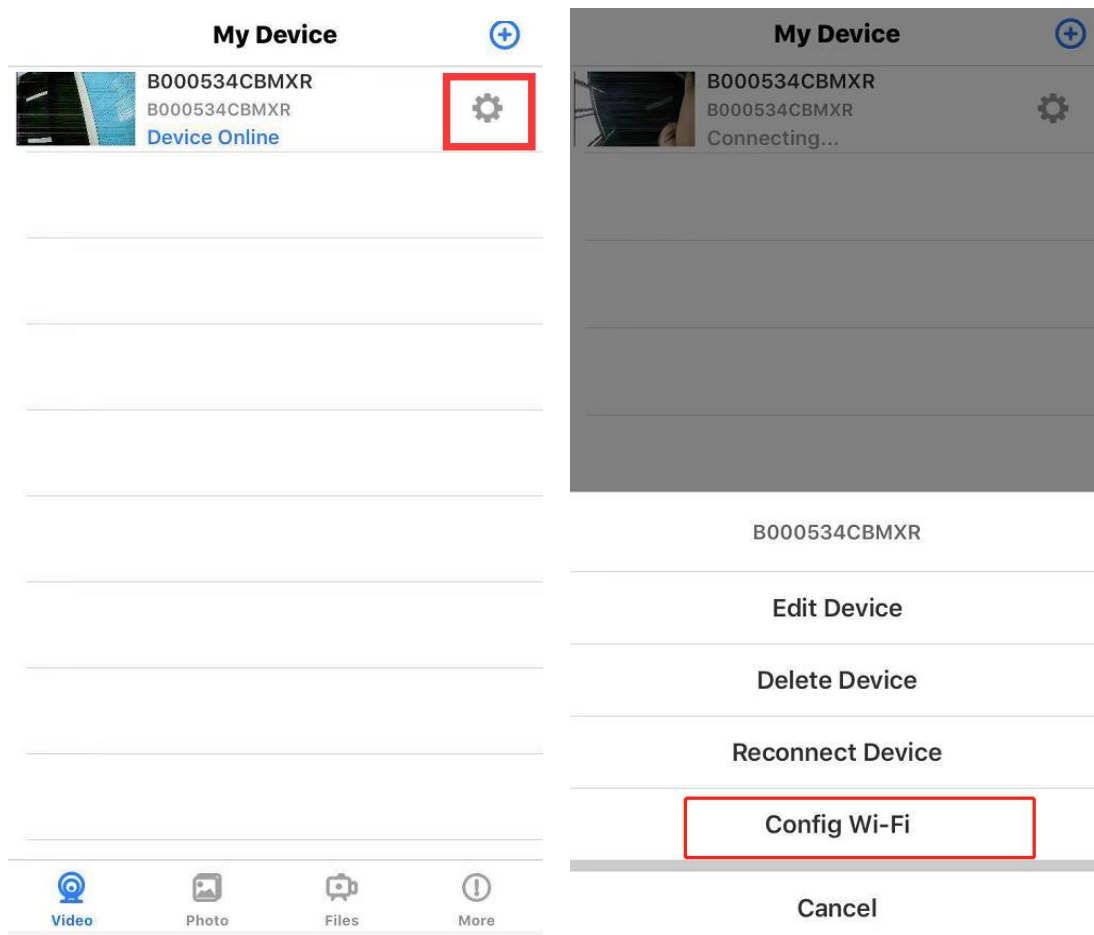 My Device
B000534CBMXR
B000534CBMXR
Device Online
Video
Photo
Files
More
My Device
B000534CBMXR
B000534CBMXR
Connecting...
B000534CBMXR
Edit Device
Delete Device
Reconnect Device
Config Wi-Fi
Cancel